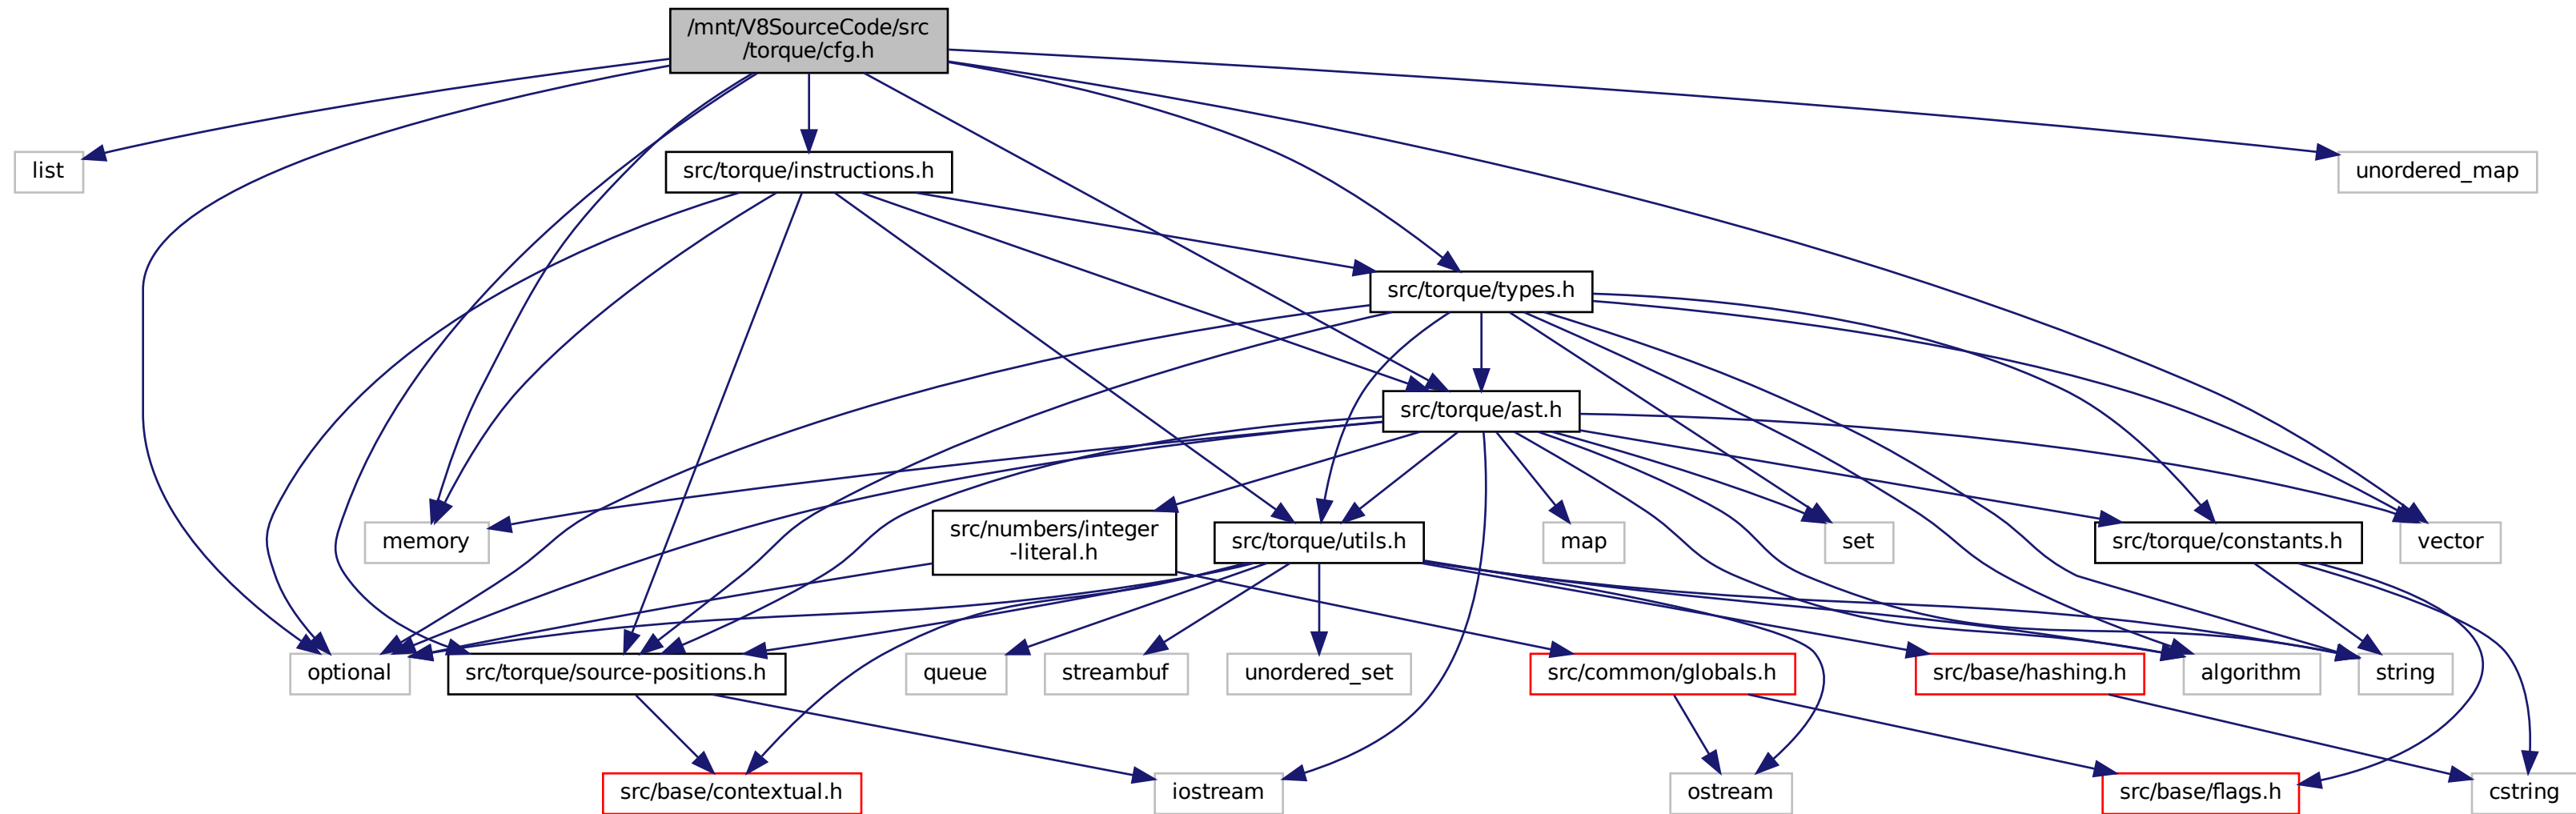 /mnt/V8SourceCode/src
/torque/cfg.h
list
src/torque/instructions.h
unordered_map
src/torque/types.h
src/torque/ast.h
memory
src/numbers/integer
-literal.h
src/torque/utils.h
map
set
src/torque/constants.h
vector
optional
src/torque/source-positions.h
queue
streambuf
unordered_set
src/common/globals.h
src/base/hashing.h
algorithm
string
src/base/contextual.h
iostream
ostream
src/base/flags.h
cstring